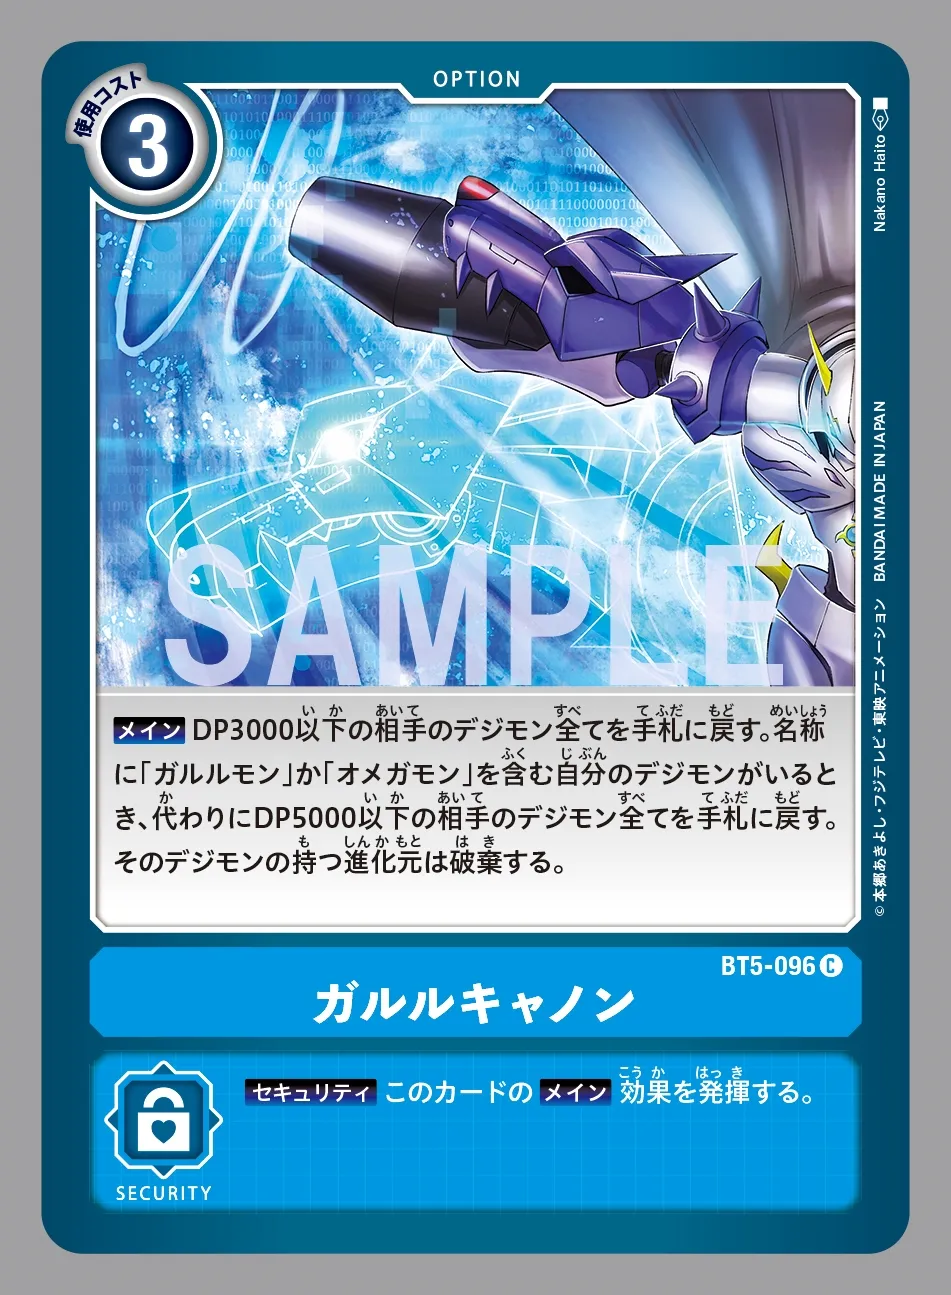 OPTION
使用コスト
3
Nakano Haito
SAMPLE
メイン DP3000以下の相手のデジモン全てを手札に戻す。名称
に「ガルルモン」か「オメガモン」を含む自分のデジモンがいると
き、代わりにDP5000以下の相手のデジモン全てを手札に戻す。
そのデジモンの持つ進化元は破棄する。
©本郷あきよし・フジテレビ・東映アニメーション BANDAI MADE IN JAPAN
BT5-096 C
ガルルキャノン
セキュリティ このカードの メイン 効果を発揮する。
SECURITY